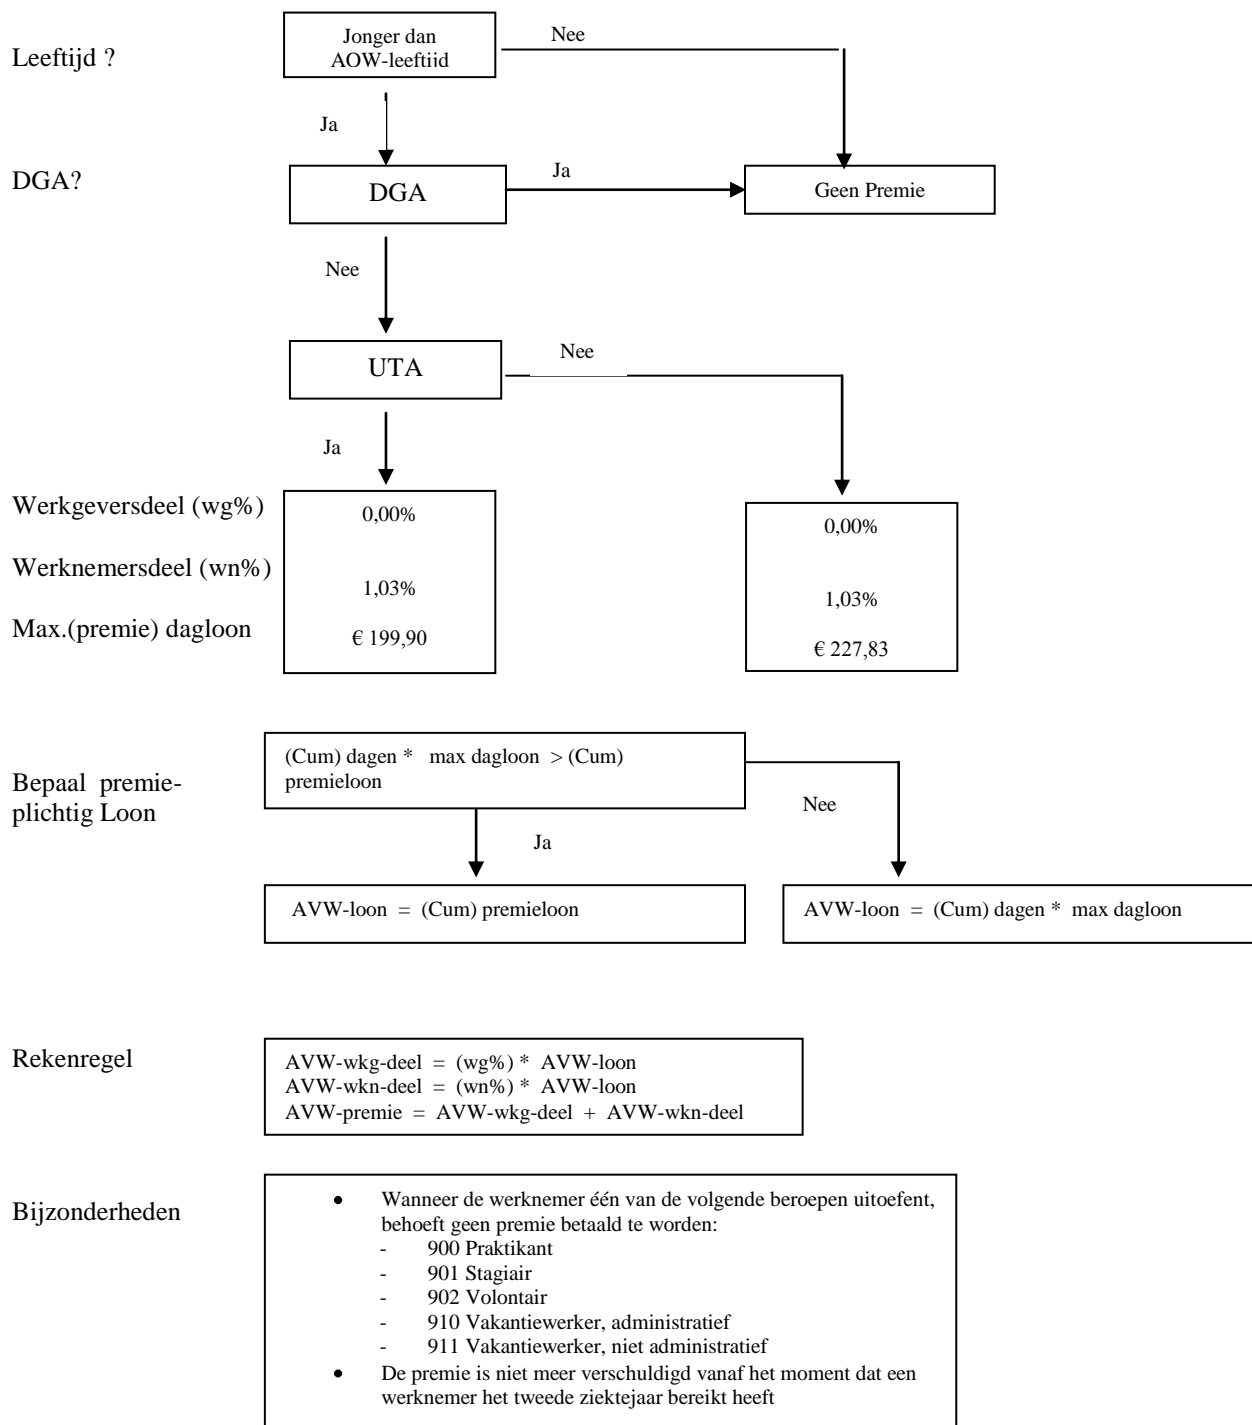 Leeftijd ?
Jonger dan
AOW-leeftijd
Nee
Ja
DGA?
DGA
Ja
Geen Premie
Nee
UTA
Nee
Ja
Werkgeversdeel (wg%)
0,00%
0,00%
Werknemersdeel (wn%)
1,03%
1,03%
Max.(premie) dagloon
€ 199,90
€ 227,83
Bepaal premie-
plichtig Loon
(Cum) dagen * max dagloon > (Cum)
premieloon
Nee
Ja
AVW-loon = (Cum) premieloon
AVW-loon = (Cum) dagen * max dagloon
Rekenregel
AVW-wkg-deel = (wg%) * AVW-loon
AVW-wkn-deel = (wn%) * AVW-loon
AVW-premie = AVW-wkg-deel + AVW-wkn-deel
Bijzonderheden
• Wanneer de werknemer één van de volgende beroepen uitoefent,
behoeft geen premie betaald te worden:
- 900 Praktikant
- 901 Stagiair
- 902 Volontair
- 910 Vakantiewerker, administratief
- 911 Vakantiewerker, niet administratief
• De premie is niet meer verschuldigd vanaf het moment dat een
werknemer het tweede ziektejaar bereikt heeft